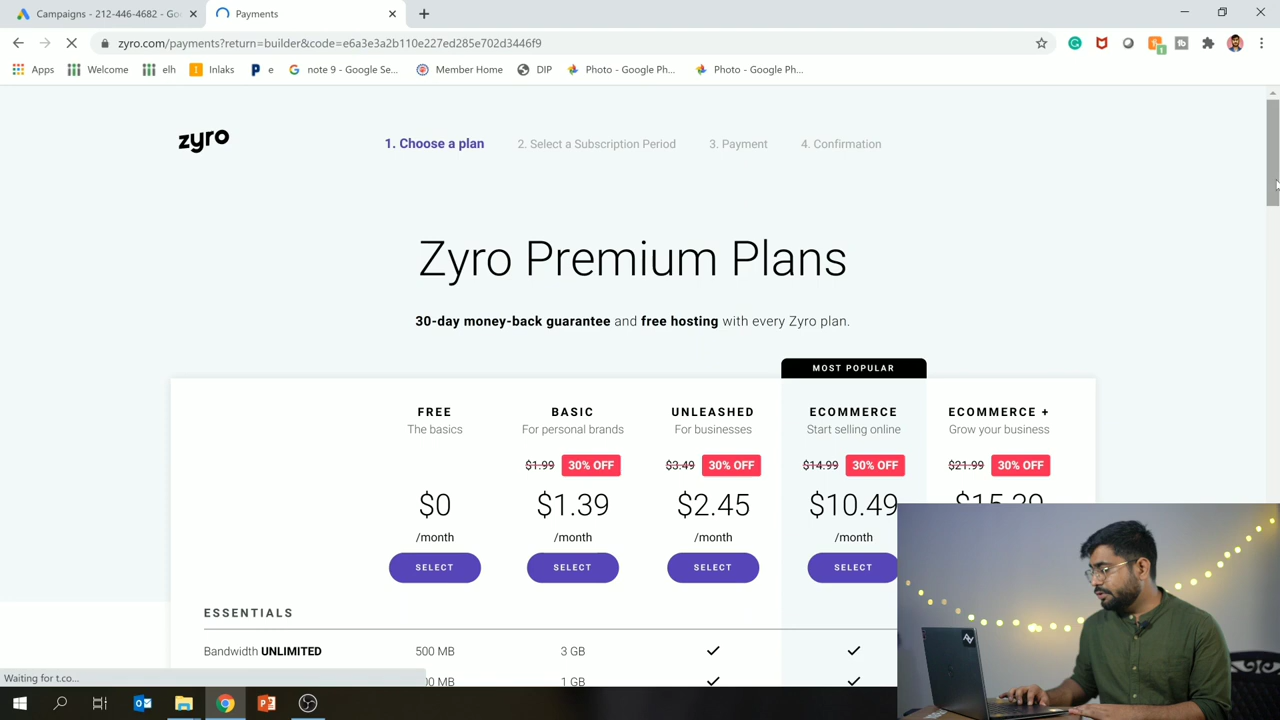 Campaigns - 212-446-4682 - Go
Payments
zyro.com/payments?return=builder&code=e6a3e3a2b110e227ed285e702d3446f9
Apps
Welcome
elh
Inlaks
e
note 9 - Google Se...
Member Home
DIP
Photo - Google Ph...
Photo - Google Ph...
zyro
1. Choose a plan
2. Select a Subscription Period
3. Payment
4. Confirmation
Zyro Premium Plans
30-day money-back guarantee and free hosting with every Zyro plan.
MOST POPULAR
FREE
BASIC
UNLEASHED
ECOMMERCE
ECOMMERCE +
The basics
For personal brands
For businesses
Start selling online
Grow your business
$1.99 30% OFF
$3.49 30% OFF
$14.99 30% OFF
$21.99 30% OFF
$0
$1.39
$2.45
$10.49
$15.39
/month
/month
/month
/month
SELECT
SELECT
SELECT
SELECT
ESSENTIALS
Bandwidth UNLIMITED
500 MB
3 GB
1 GB
Waiting for t.co...